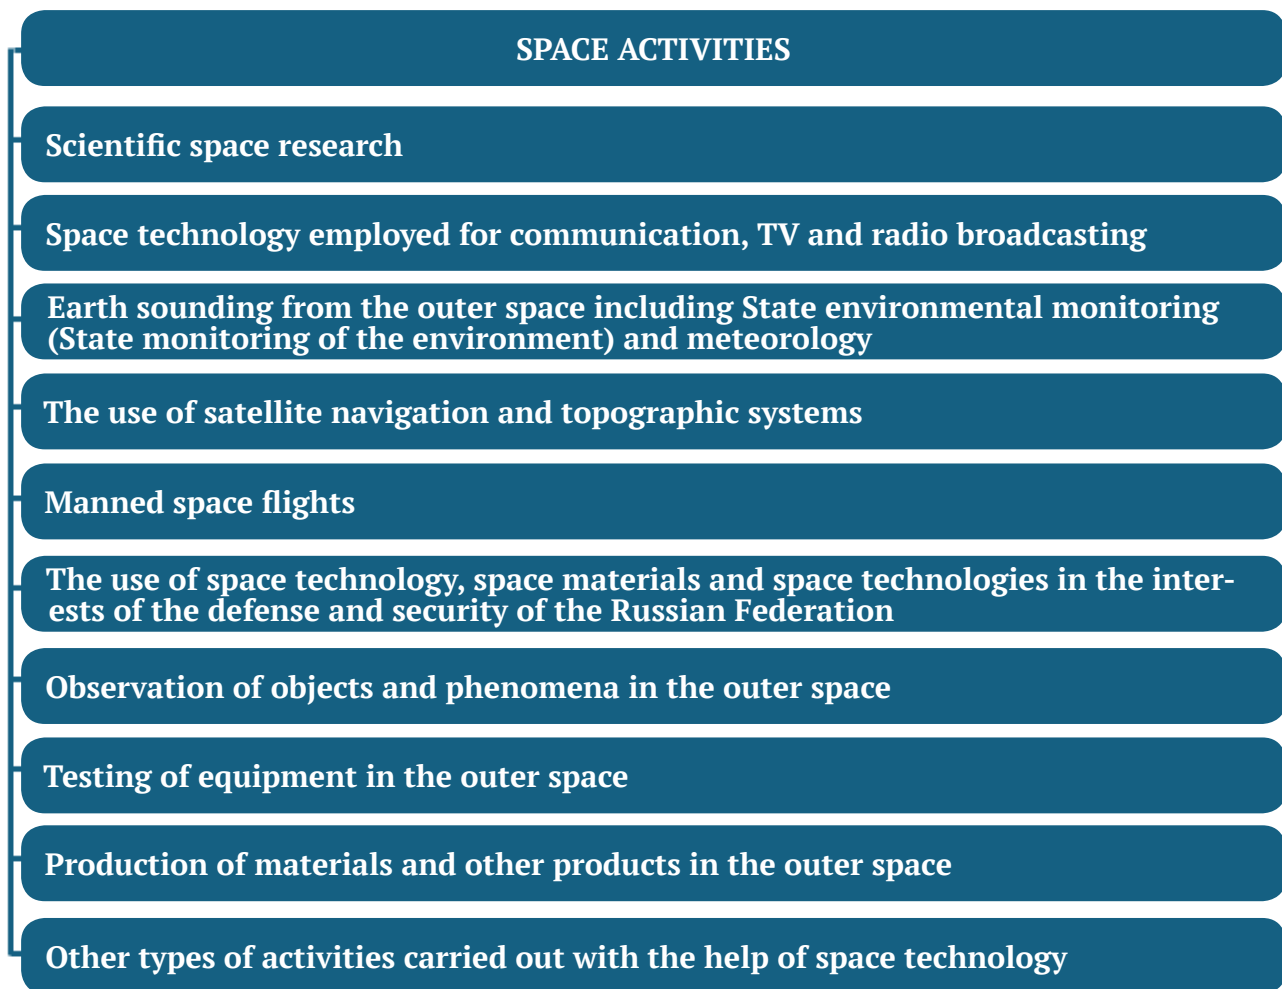 SPACE ACTIVITIES
Scientific space research
Space technology employed for communication, TV and radio broadcasting
Earth sounding from the outer space including State environmental monitoring
(State monitoring of the environment) and meteorology
The use of satellite navigation and topographic systems
Manned space flights
The use of space technology, space materials and space technologies in the inter-
ests of the defense and security of the Russian Federation
Observation of objects and phenomena in the outer space
Testing of equipment in the outer space
Production of materials and other products in the outer space
Other types of activities carried out with the help of space technology